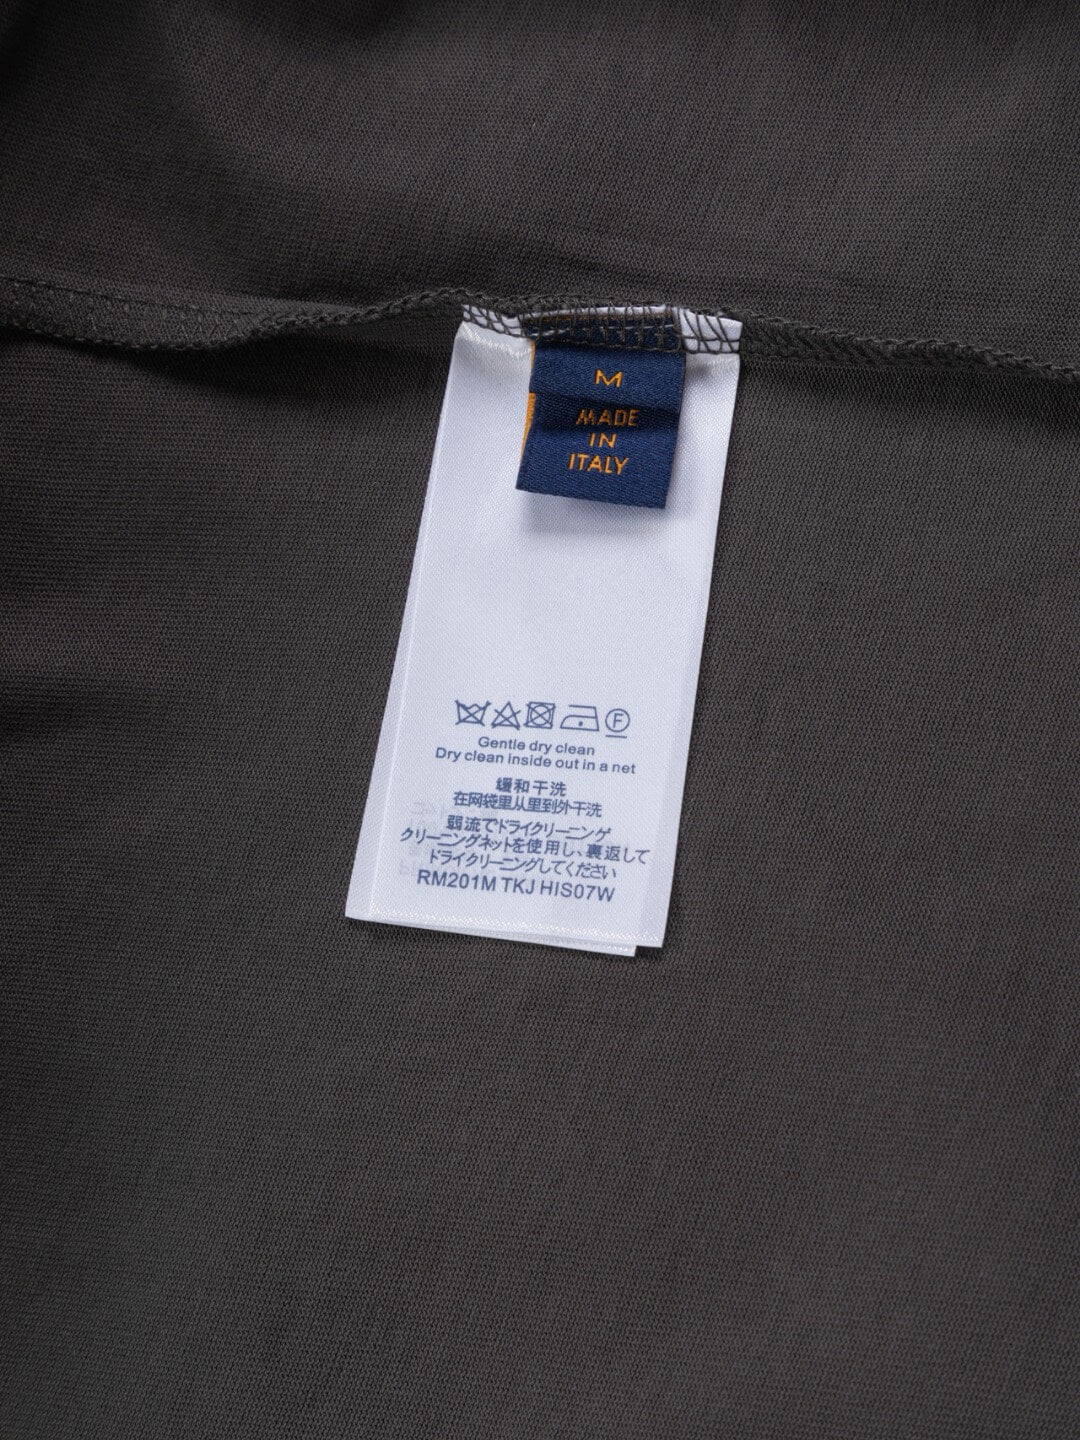 M
MADE
IN
ITALY
F
Gentle dry clean
Dry clean inside out in a net
缓和干洗
在网袋里从里到外干洗
弱流でドライクリーニング
クリーニングネットを使用し、裏返して
ドライクリーニングしてください
RM201M TKJ HIS07W